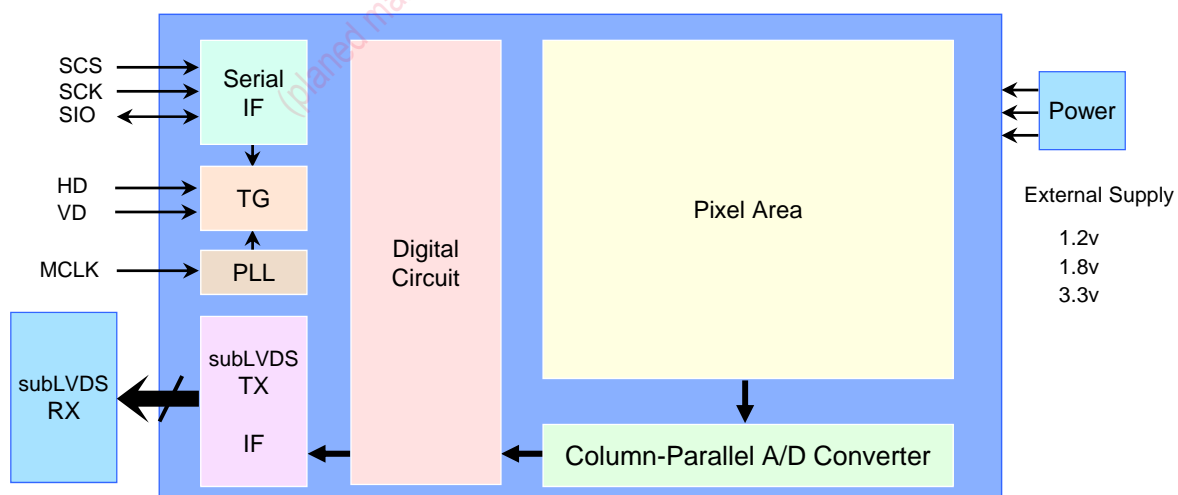 SCS
SCK
SIO
Serial
IF
HD
VD
TG
MCLK
PLL
subLVDS
RX
subLVDS
TX
IF
Digital
Circuit
Pixel Area
Column-Parallel A/D Converter
Power
External Supply
1.2v
1.8v
3.3v
(planed